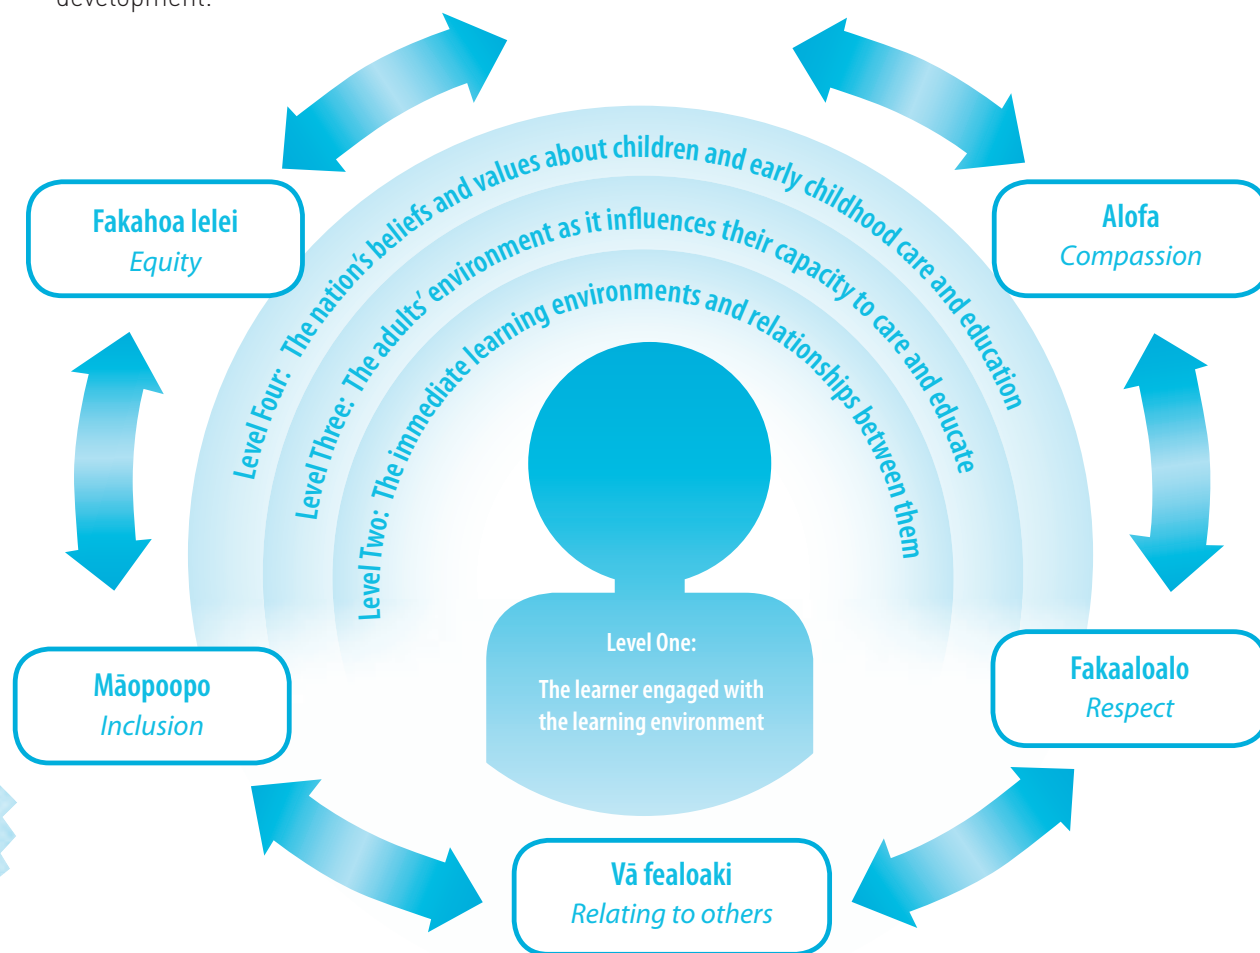 development.
Level Four: The nation's beliefs and values about children and early childhood care and education
Level Three: The adults' environment as it influences their capacity to care and educate
Level Two: The immediate learning environments and relationships between them
Fakahoa lelei
Equity
Alofa
Compassion
Level One:
The learner engaged with
the learning environment
Māopoopo
Inclusion
Fakaaloalo
Respect
Vā fealoaki
Relating to others